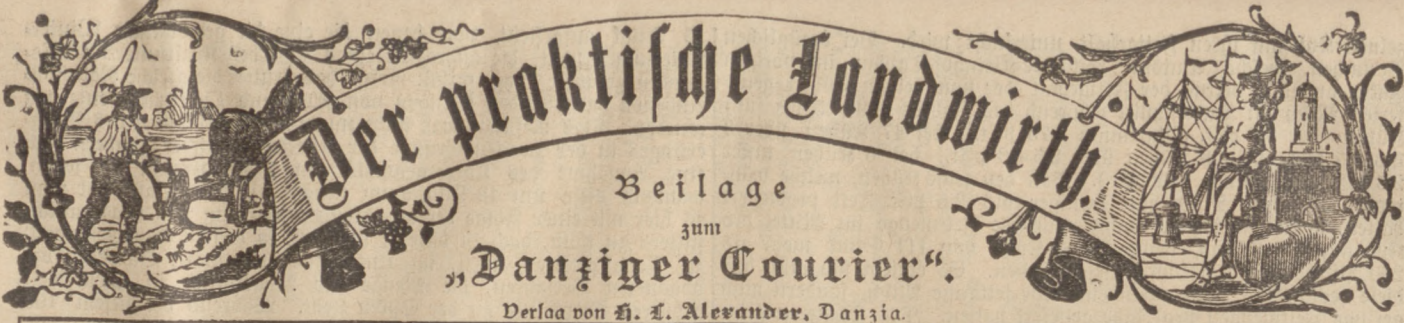 Der praktische Landwirth.
Beilage
zum
„Danziger Courier“.
Verlag von H. L. Alexander, Danzig.